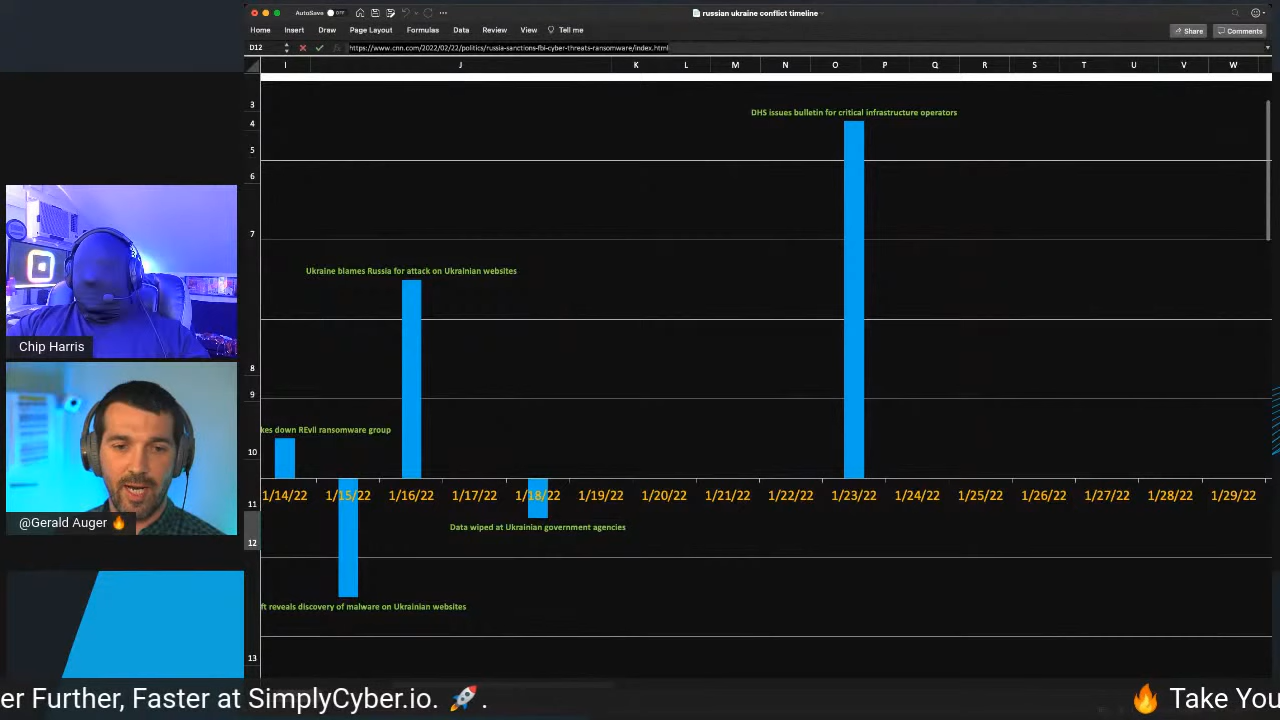 AutoSave OFF
russian ukraine conflict timeline
Home Insert Draw Page Layout Formulas Data Review View Tell me
Share Comments
D12 https://www.cnn.com/2022/02/22/politics/russia-sanctions-fbi-cyber-threats-ransomware/index.html
I J K L M N O P Q R S T U V W
3
DHS issues bulletin for critical infrastructure operators
4
5
6
7
Ukraine blames Russia for attack on Ukrainian websites
Chip Harris
8
9
kes down REvil ransomware group
10
1/14/22 1/15/22 1/16/22 1/17/22 1/18/22 1/19/22 1/20/22 1/21/22 1/22/22 1/23/22 1/24/22 1/25/22 1/26/22 1/27/22 1/28/22 1/29/22
11
@Gerald Auger 🔥
Data wiped at Ukrainian government agencies
12
ft reveals discovery of malware on Ukrainian websites
13
er Further, Faster at SimplyCyber.io. 🚀. 🔥 Take You